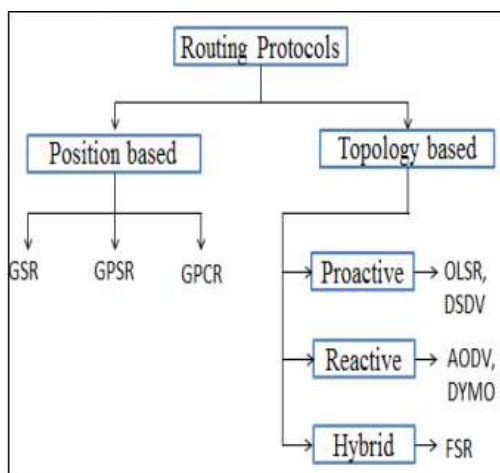 Routing Protocols
Position based
Topology based
GSR
GPSR
GPCR
Proactive
OLSR,
DSDV
Reactive
AODV,
DYMO
Hybrid
FSR